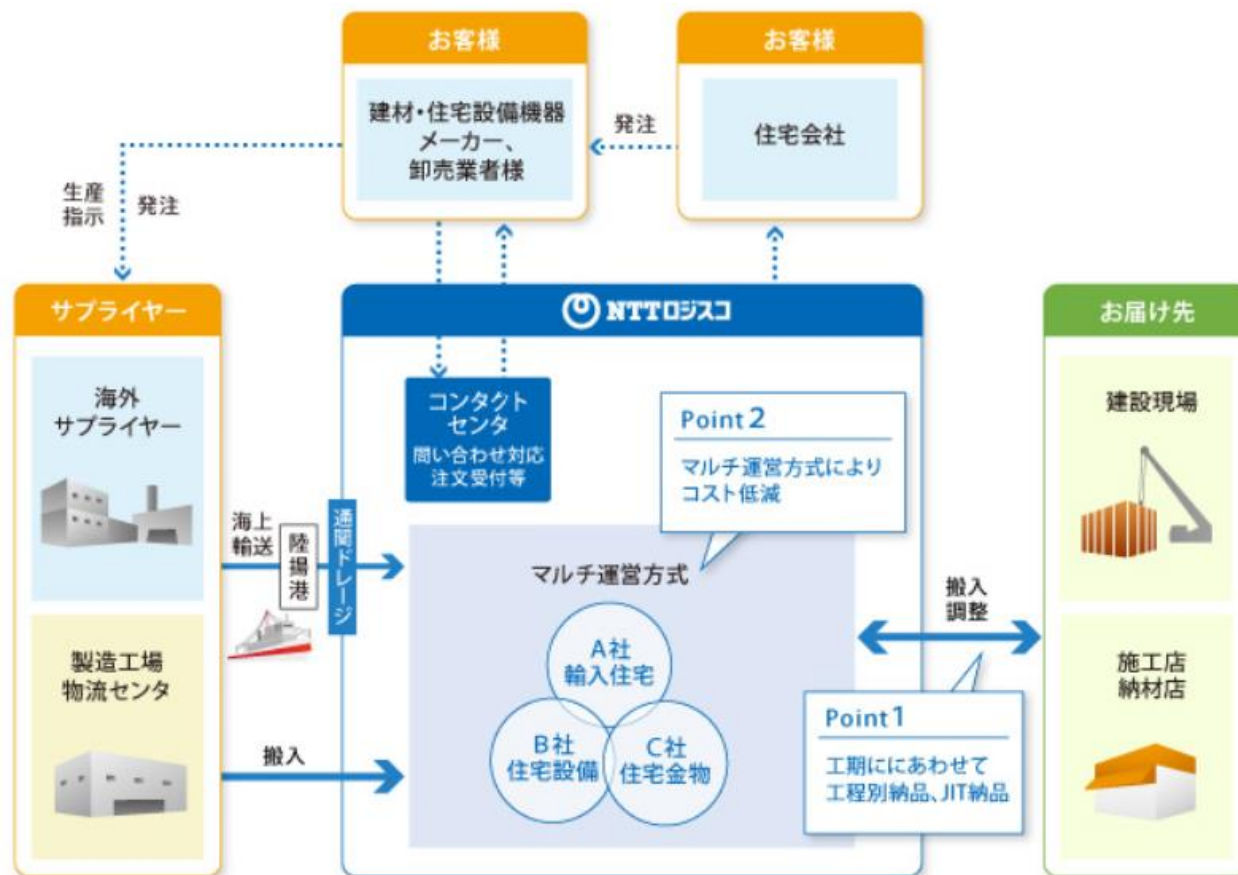 お客様
建材・住宅設備機器
メーカー、
卸売業者様
発注
お客様
住宅会社
生産
指示
発注
サプライヤー
海外
サプライヤー
製造工場
物流センタ
海上
輸送
陸揚港
通関ドレージ
搬入
NTTロジスコ
コンタクト
センタ
問い合わせ対応
注文受付等
Point 2
マルチ運営方式により
コスト低減
マルチ運営方式
A社
輸入住宅
B社
住宅設備
C社
住宅金物
搬入
調整
Point 1
工期ににあわせて
工程別納品、JIT納品
お届け先
建設現場
施工店
納材店